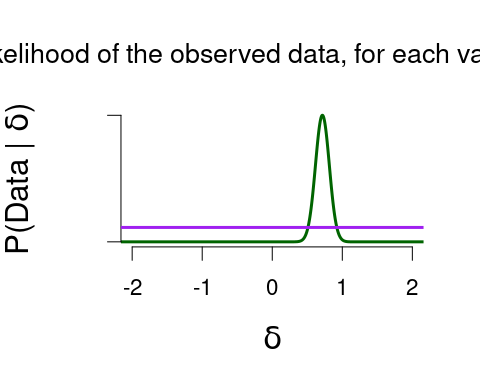 kelihood of the observed data, for each va
P(Data | δ)
-2 -1 0 1 2
δ